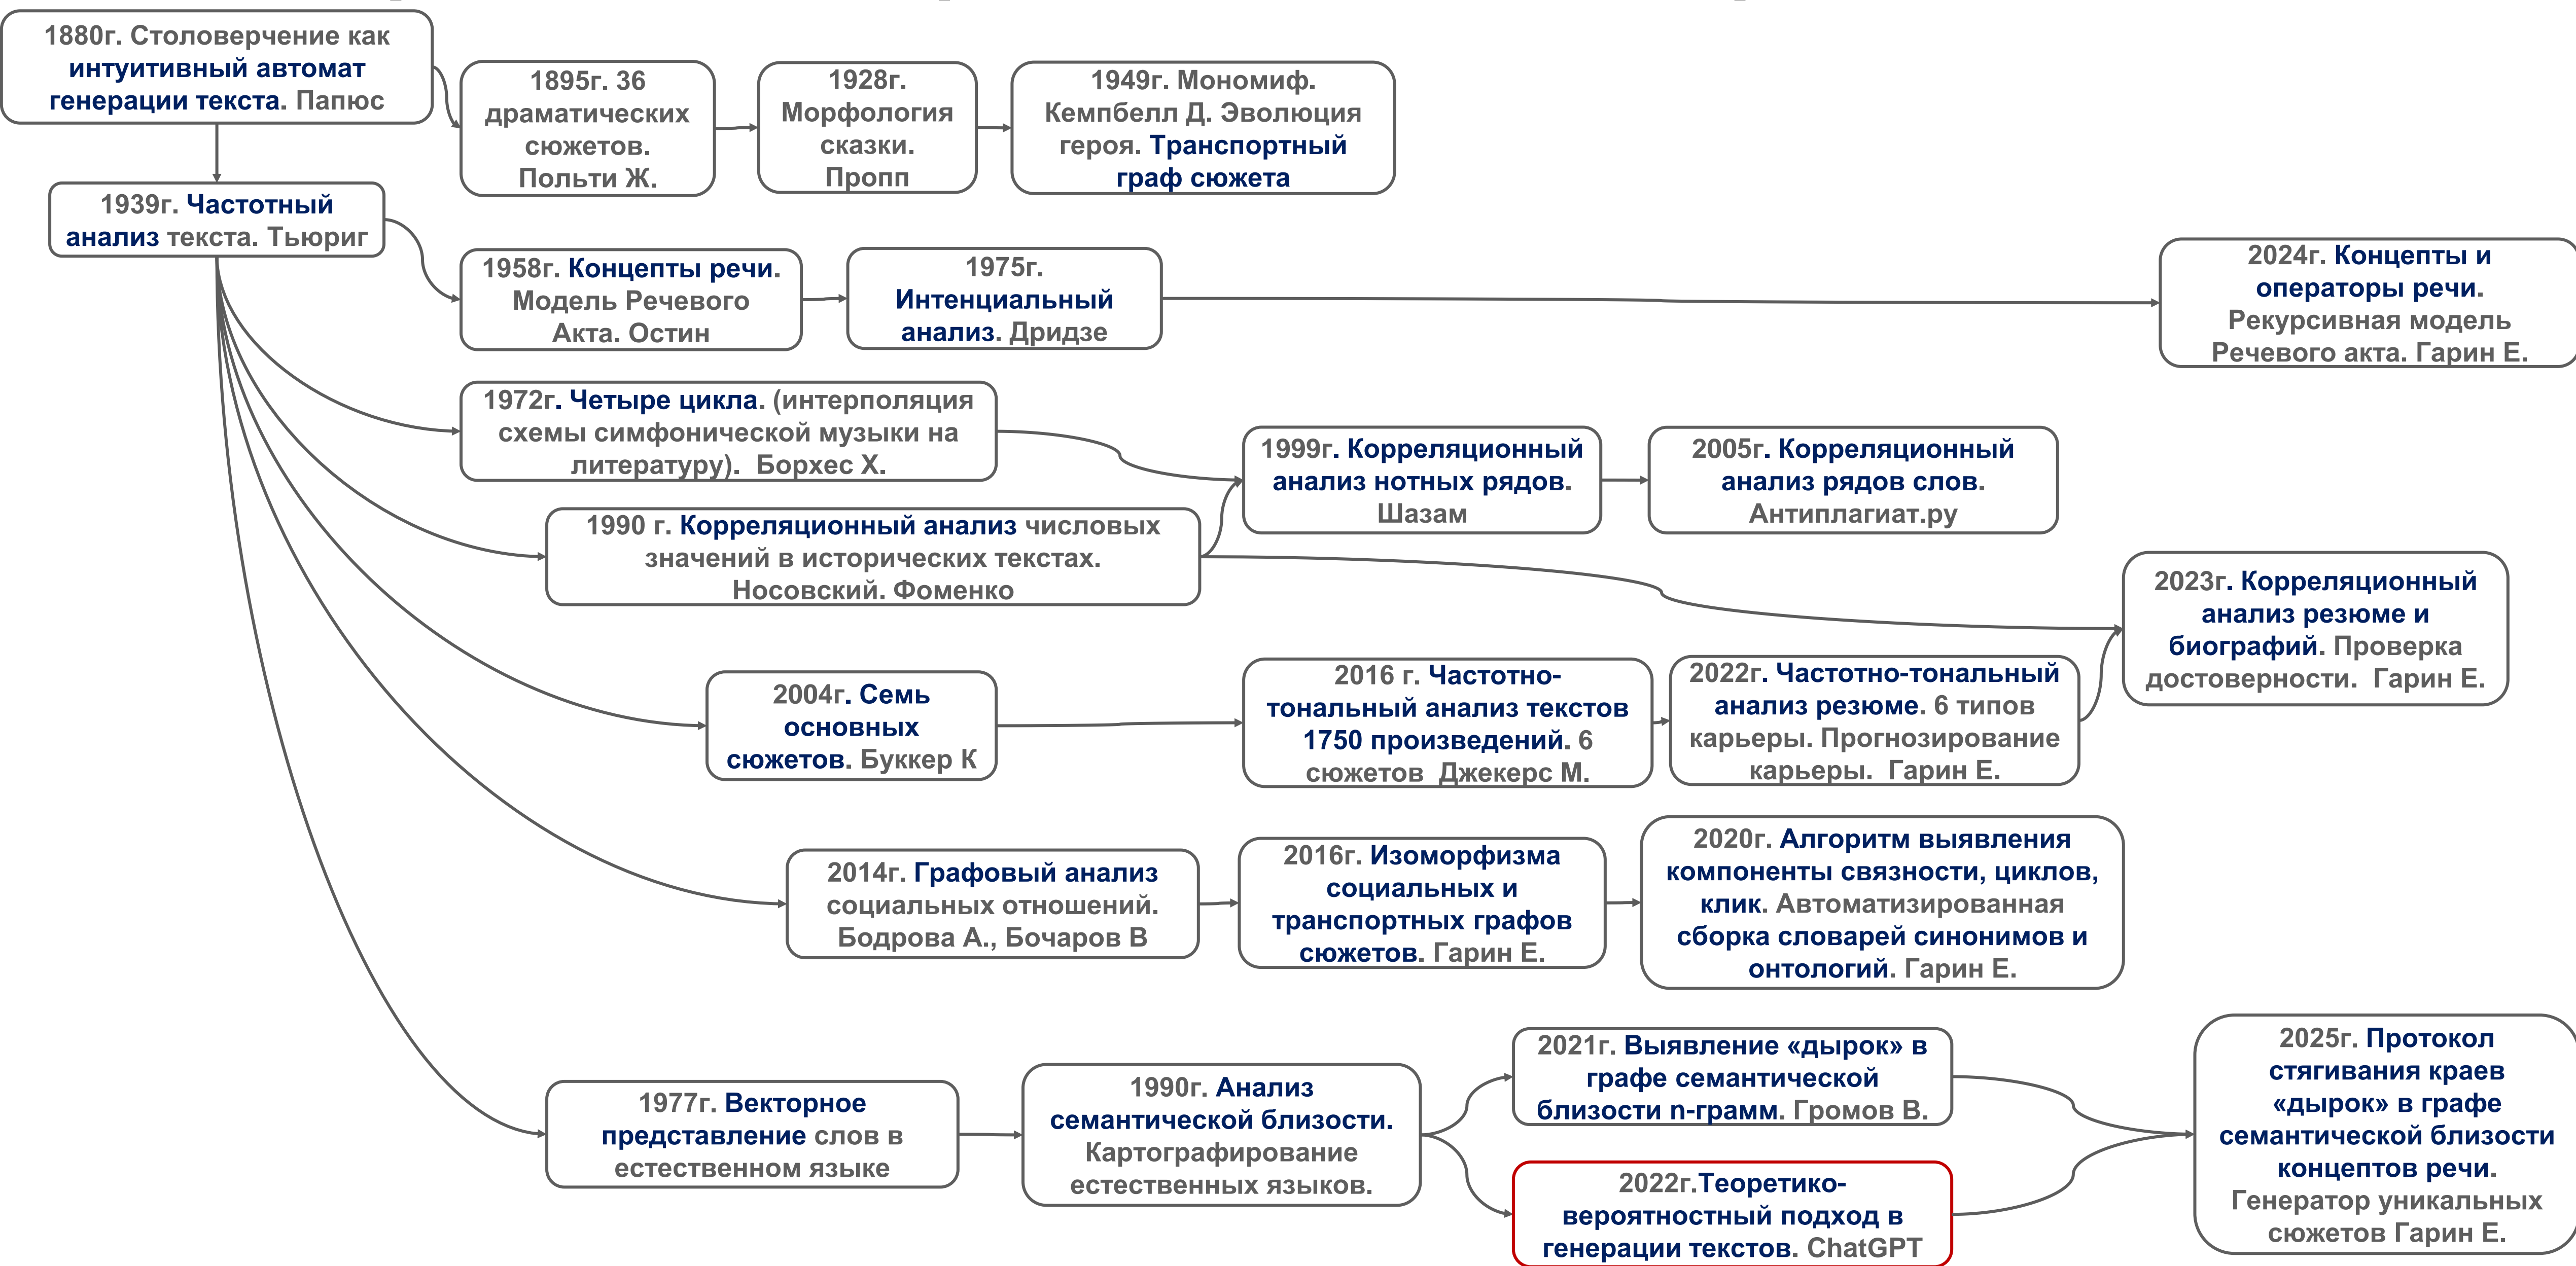 1880г. Столоверчение как
интуитивный автомат
генерации текста. Папюс
1895г. 36
драматических
сюжетов.
Польти Ж.
1928г.
Морфология
сказки.
Пропп
1949г. Мономиф.
Кемпбелл Д. Эволюция
героя. Транспортный
граф сюжета
1939г. Частотный
анализ текста. Тьюриг
1958г. Концепты речи.
Модель Речевого
Акта. Остин
1975г.
Интенциальный
анализ. Дридзе
2024г. Концепты и
операторы речи.
Рекурсивная модель
Речевого акта. Гарин Е.
1972г. Четыре цикла. (интерполяция
схемы симфонической музыки на
литературу). Борхес Х.
1999г. Корреляционный
анализ нотных рядов.
Шазам
2005г. Корреляционный
анализ рядов слов.
Антиплагиат.ру
1990 г. Корреляционный анализ числовых
значений в исторических текстах.
Носовский. Фоменко
2023г. Корреляционный
анализ резюме и
биографий. Проверка
достоверности. Гарин Е.
2004г. Семь
основных
сюжетов. Буккер К
2016 г. Частотно-
тональный анализ текстов
1750 произведений. 6
сюжетов Джекерс М.
2022г. Частотно-тональный
анализ резюме. 6 типов
карьеры. Прогнозирование
карьеры. Гарин Е.
2014г. Графовый анализ
социальных отношений.
Бодрова А., Бочаров В
2016г. Изоморфизма
социальных и
транспортных графов
сюжетов. Гарин Е.
2020г. Алгоритм выявления
компоненты связности, циклов,
клик. Автоматизированная
сборка словарей синонимов и
онтологий. Гарин Е.
1977г. Векторное
представление слов в
естественном языке
1990г. Анализ
семантической близости.
Картографирование
естественных языков.
2021г. Выявление «дырок» в
графе семантической
близости n-грамм. Громов В.
2022г.Теоретико-
вероятностный подход в
генерации текстов. ChatGPT
2025г. Протокол
стягивания краев
«дырок» в графе
семантической близости
концептов речи.
Генератор уникальных
сюжетов Гарин Е.